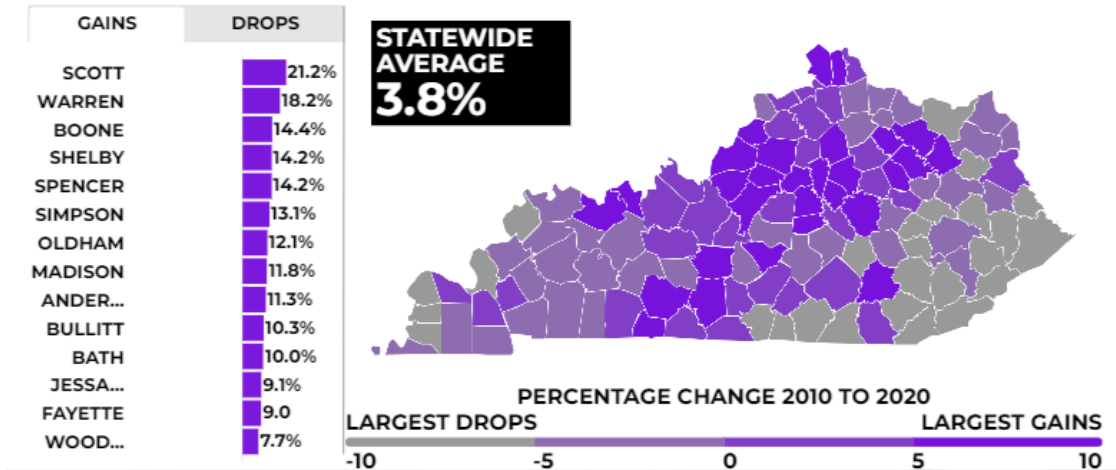 GAINS DROPS
SCOTT 21.2%
WARREN 18.2%
BOONE 14.4%
SHELBY 14.2%
SPENCER 14.2%
SIMPSON 13.1%
OLDHAM 12.1%
MADISON 11.8%
ANDER... 11.3%
BULLITT 10.3%
BATH 10.0%
JESSA... 9.1%
FAYETTE 9.0
WOOD... 7.7%
STATEWIDE
AVERAGE
3.8%
PERCENTAGE CHANGE 2010 TO 2020
LARGEST DROPS LARGEST GAINS
-10 -5 0 5 10